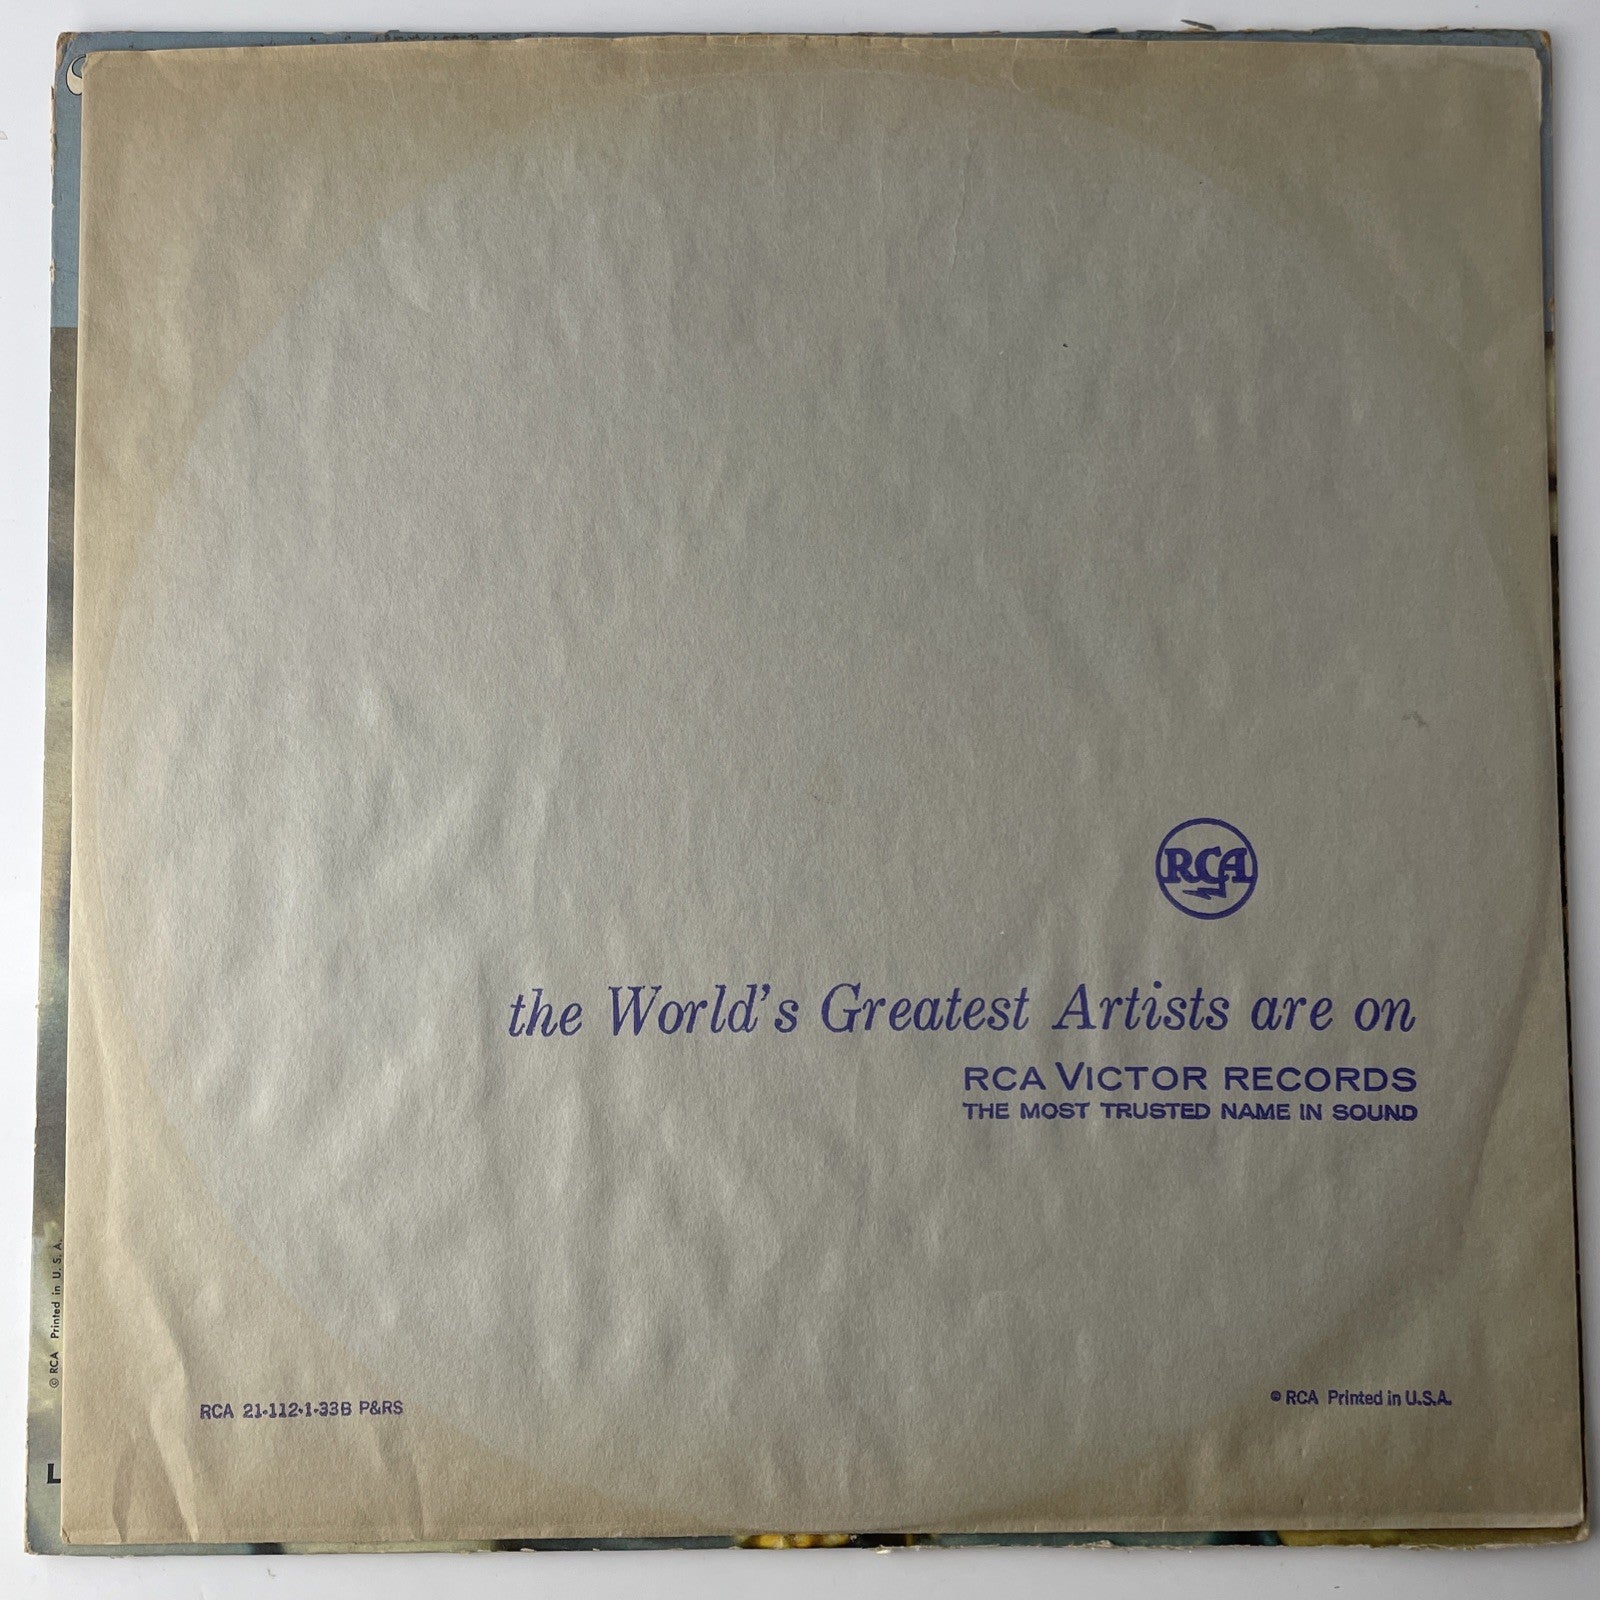 RCA
the World's Greatest Artists are on
RCA VICTOR RECORDS
THE MOST TRUSTED NAME IN SOUND
© RCA Printed in U. S. A.
RCA 21-112-1-33B P&RS
© RCA Printed in U.S.A.
L